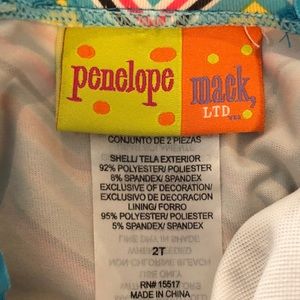 penelope mack,
LTD
CONJUNTO DE 2 PIEZAS
SHELL/ TELA EXTERIOR
92% POLYESTER/ POLIESTER
8% SPANDEX/ SPANDEX
EXCLUSIVE OF DECORATION/
EXCLUSIVO DE DECORACION
LINING/ FORRO
95% POLYESTER/ POLIESTER
5% SPANDEX/ SPANDEX
2T
RN# 15517
MADE IN CHINA